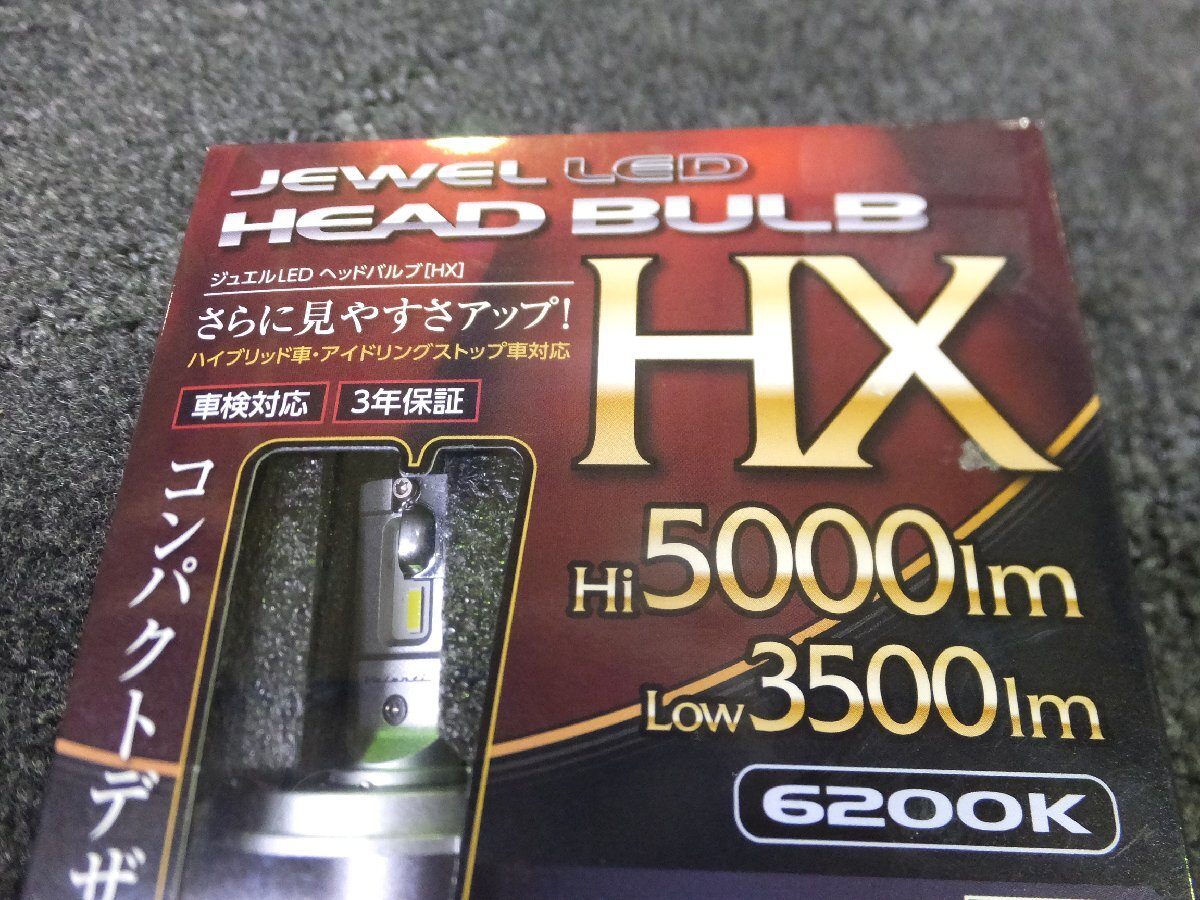 JEWEL LED
HEAD BULB
HX
ジュエルLED ヘッドバルブ[HX]
さらに見やすさアップ!
ハイブリッド車・アイドリングストップ車対応
車検対応
3年保証
コンパクトデザ
Hi 5000lm
Low 3500lm
6200K